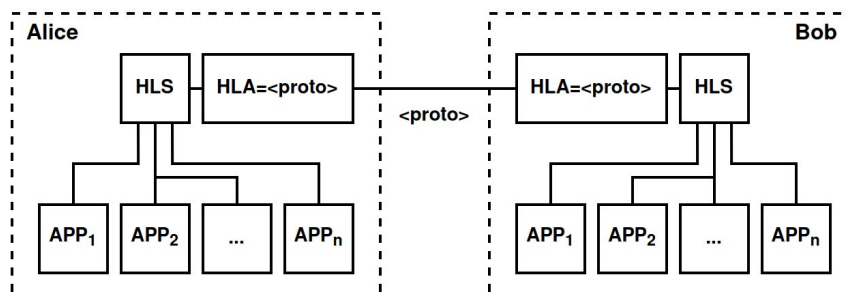 Alice
Bob
HLS HLA=<proto> HLA=<proto> HLS
<proto>
APP₁ APP₂ ... APPₙ APP₁ APP₂ ... APPₙ